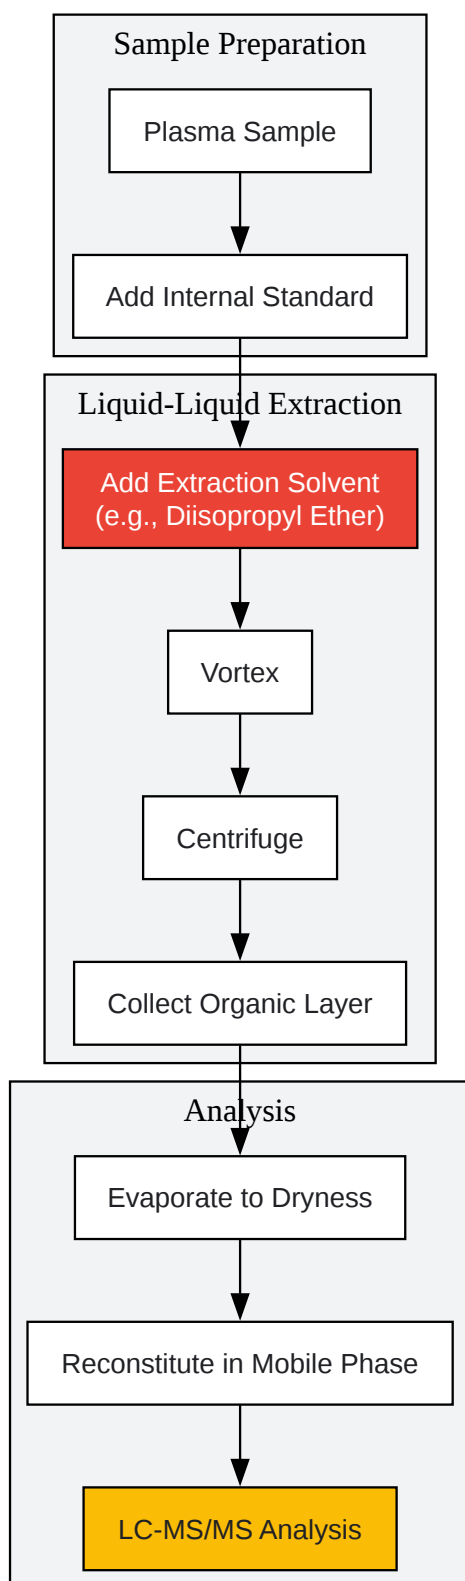 Sample Preparation
Plasma Sample
Add Internal Standard
Liquid-Liquid Extraction
Add Extraction Solvent
(e.g., Diisopropyl Ether)
Vortex
Centrifuge
Collect Organic Layer
Analysis
Evaporate to Dryness
Reconstitute in Mobile Phase
LC-MS/MS Analysis